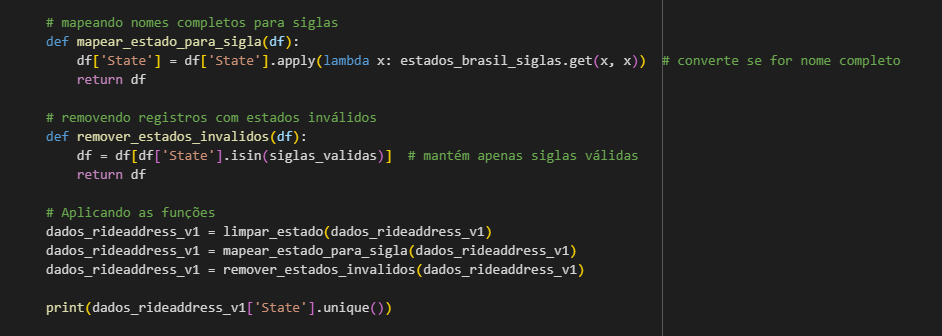 # mapeando nomes completos para siglas
def mapear_estado_para_sigla(df):
    df['State'] = df['State'].apply(lambda x: estados_brasil_siglas.get(x, x))  # converte se for nome completo
    return df
# removendo registros com estados inválidos
def remover_estados_invalidos(df):
    df = df[df['State'].isin(siglas_validas)]  # mantém apenas siglas válidas
    return df
# Aplicando as funções
dados_rideaddress_v1 = limpar_estado(dados_rideaddress_v1)
dados_rideaddress_v1 = mapear_estado_para_sigla(dados_rideaddress_v1)
dados_rideaddress_v1 = remover_estados_invalidos(dados_rideaddress_v1)
print(dados_rideaddress_v1['State'].unique())